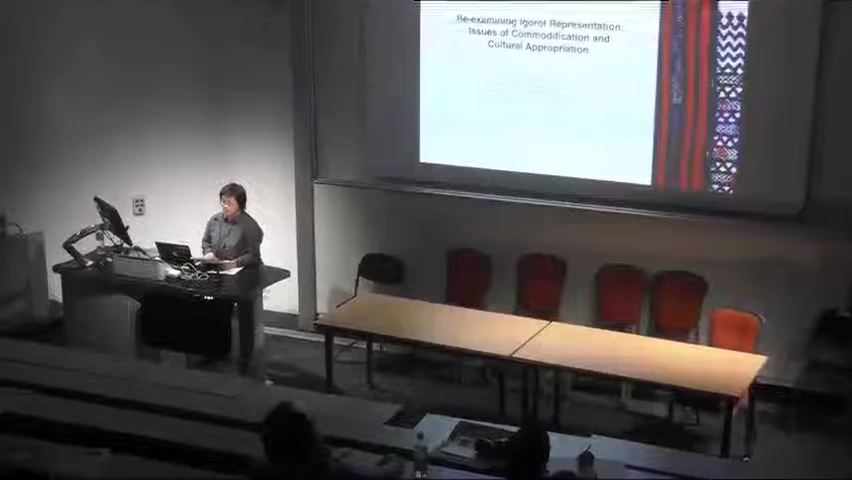 Re-examining Igorot Representation:
Issues of Commodification and
Cultural Appropriation